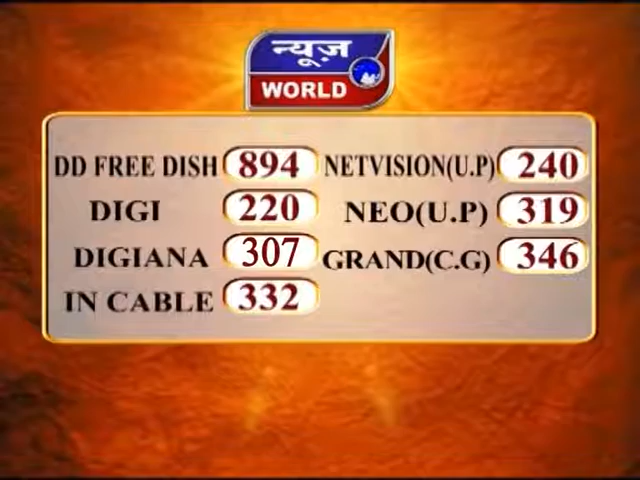 न्यूज़
WORLD
DD FREE DISH 894 NETVISION(U.P) 240
DIGI 220 NEO(U.P) 319
DIGIANA 307 GRAND(C.G) 346
IN CABLE 332